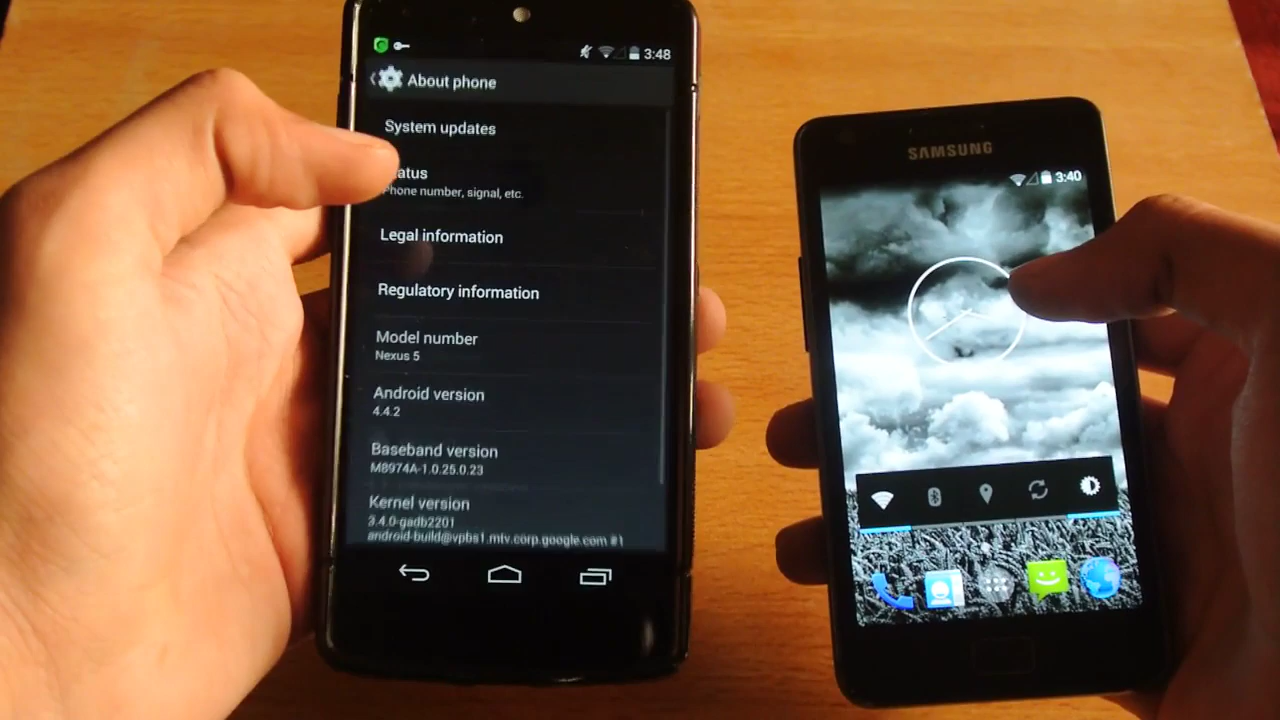 3:48
About phone
System updates
atus
Phone number, signal, etc.
Legal information
Regulatory information
Model number
Nexus 5
Android version
4.4.2
Baseband version
M8974A-1.0.25.0.23
Kernel version
3.4.0-gadb2201
android-build@vpbs1.mtv.corp.google.com #1
SAMSUNG
3:40